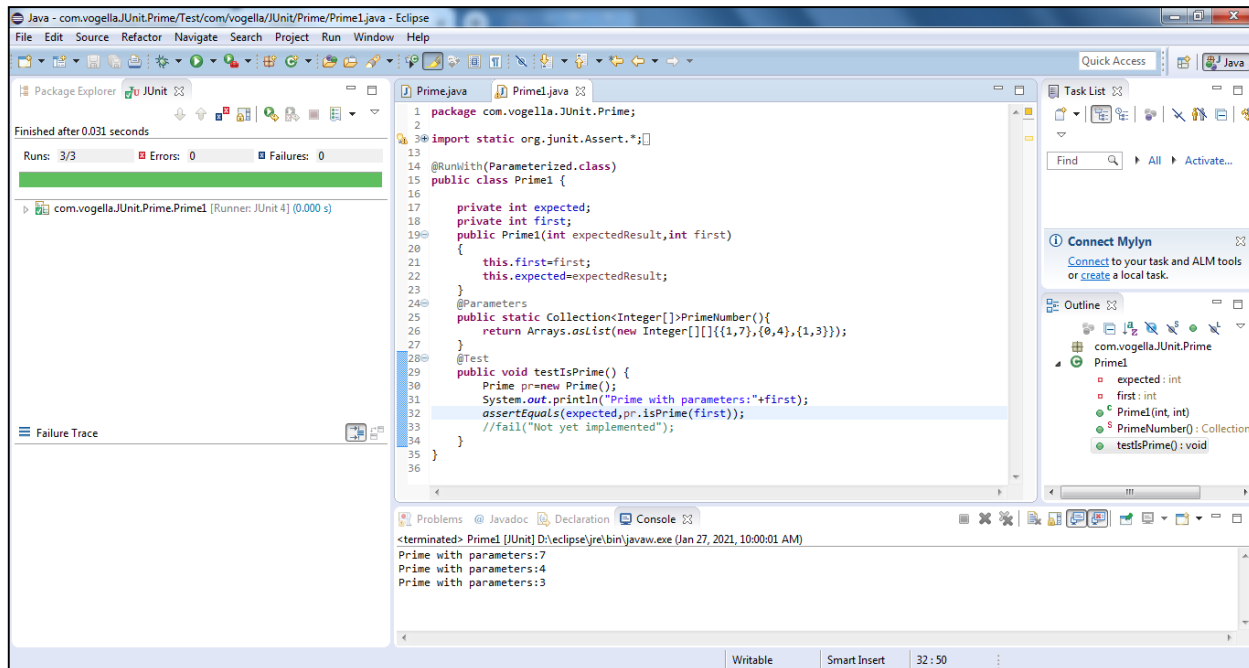 Java - com.vogella.JUnit.Prime/Test/com/vogella/JUnit/Prime/Prime1.java - Eclipse
File Edit Source Refactor Navigate Search Project Run Window Help
Quick Access
Java
Package Explorer JUnit
Finished after 0.031 seconds
Runs: 3/3 Errors: 0 Failures: 0
com.vogella.JUnit.Prime.Prime1 [Runner: JUnit 4] (0.000 s)
Failure Trace
Prime.java Prime1.java
1 package com.vogella.JUnit.Prime;
2
3 import static org.junit.Assert.*;
13
14 @RunWith(Parameterized.class)
15 public class Prime1 {
16
17 private int expected;
18 private int first;
19 public Prime1(int expectedResult,int first)
20 {
21 this.first=first;
22 this.expected=expectedResult;
23 }
24 @Parameters
25 public static Collection<Integer[]>PrimeNumber(){
26 return Arrays.asList(new Integer[][]{{1,7},{0,4},{1,3}});
27 }
28 @Test
29 public void testIsPrime() {
30 Prime pr=new Prime();
31 System.out.println("Prime with parameters:"+first);
32 assertEquals(expected,pr.isPrime(first));
33 //fail("Not yet implemented");
34 }
35 }
36
Task List
Find All Activate...
Connect Mylyn
Connect to your task and ALM tools
or create a local task.
Outline
com.vogella.JUnit.Prime
Prime1
expected : int
first : int
C Prime1(int, int)
S PrimeNumber() : Collection
testIsPrime() : void
Problems @ Javadoc Declaration Console
<terminated> Prime1 [JUnit] D:\eclipse\jre\bin\javaw.exe (Jan 27, 2021, 10:00:01 AM)
Prime with parameters:7
Prime with parameters:4
Prime with parameters:3
Writable Smart Insert 32 : 50